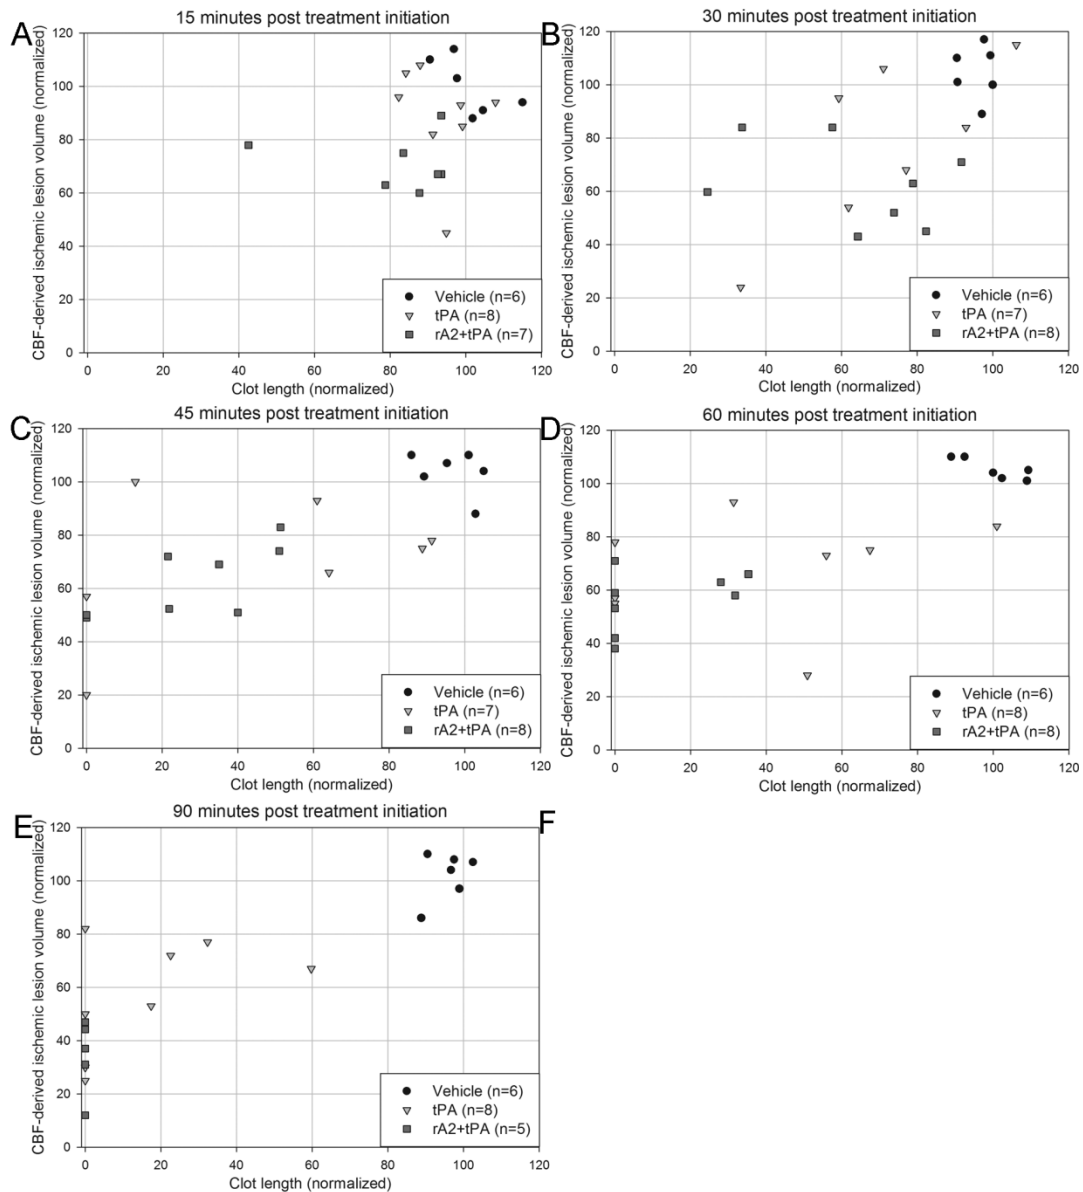 A
15 minutes post treatment initiation
CBF-derived ischemic lesion volume (normalized)
120
100
80
60
40
20
0
Vehicle (n=6)
tPA (n=8)
rA2+tPA (n=7)
0 20 40 60 80 100 120
Clot length (normalized)
B
30 minutes post treatment initiation
CBF-derived ischemic lesion volume (normalized)
120
100
80
60
40
20
0
Vehicle (n=6)
tPA (n=7)
rA2+tPA (n=8)
0 20 40 60 80 100 120
Clot length (normalized)
C
45 minutes post treatment initiation
CBF-derived ischemic lesion volume (normalized)
120
100
80
60
40
20
0
Vehicle (n=6)
tPA (n=7)
rA2+tPA (n=8)
0 20 40 60 80 100 120
Clot length (normalized)
D
60 minutes post treatment initiation
CBF-derived ischemic lesion volume (normalized)
120
100
80
60
40
20
0
Vehicle (n=6)
tPA (n=8)
rA2+tPA (n=8)
0 20 40 60 80 100 120
Clot length (normalized)
E
90 minutes post treatment initiation
CBF-derived ischemic lesion volume (normalized)
120
100
80
60
40
20
0
Vehicle (n=6)
tPA (n=8)
rA2+tPA (n=5)
0 20 40 60 80 100 120
Clot length (normalized)
F